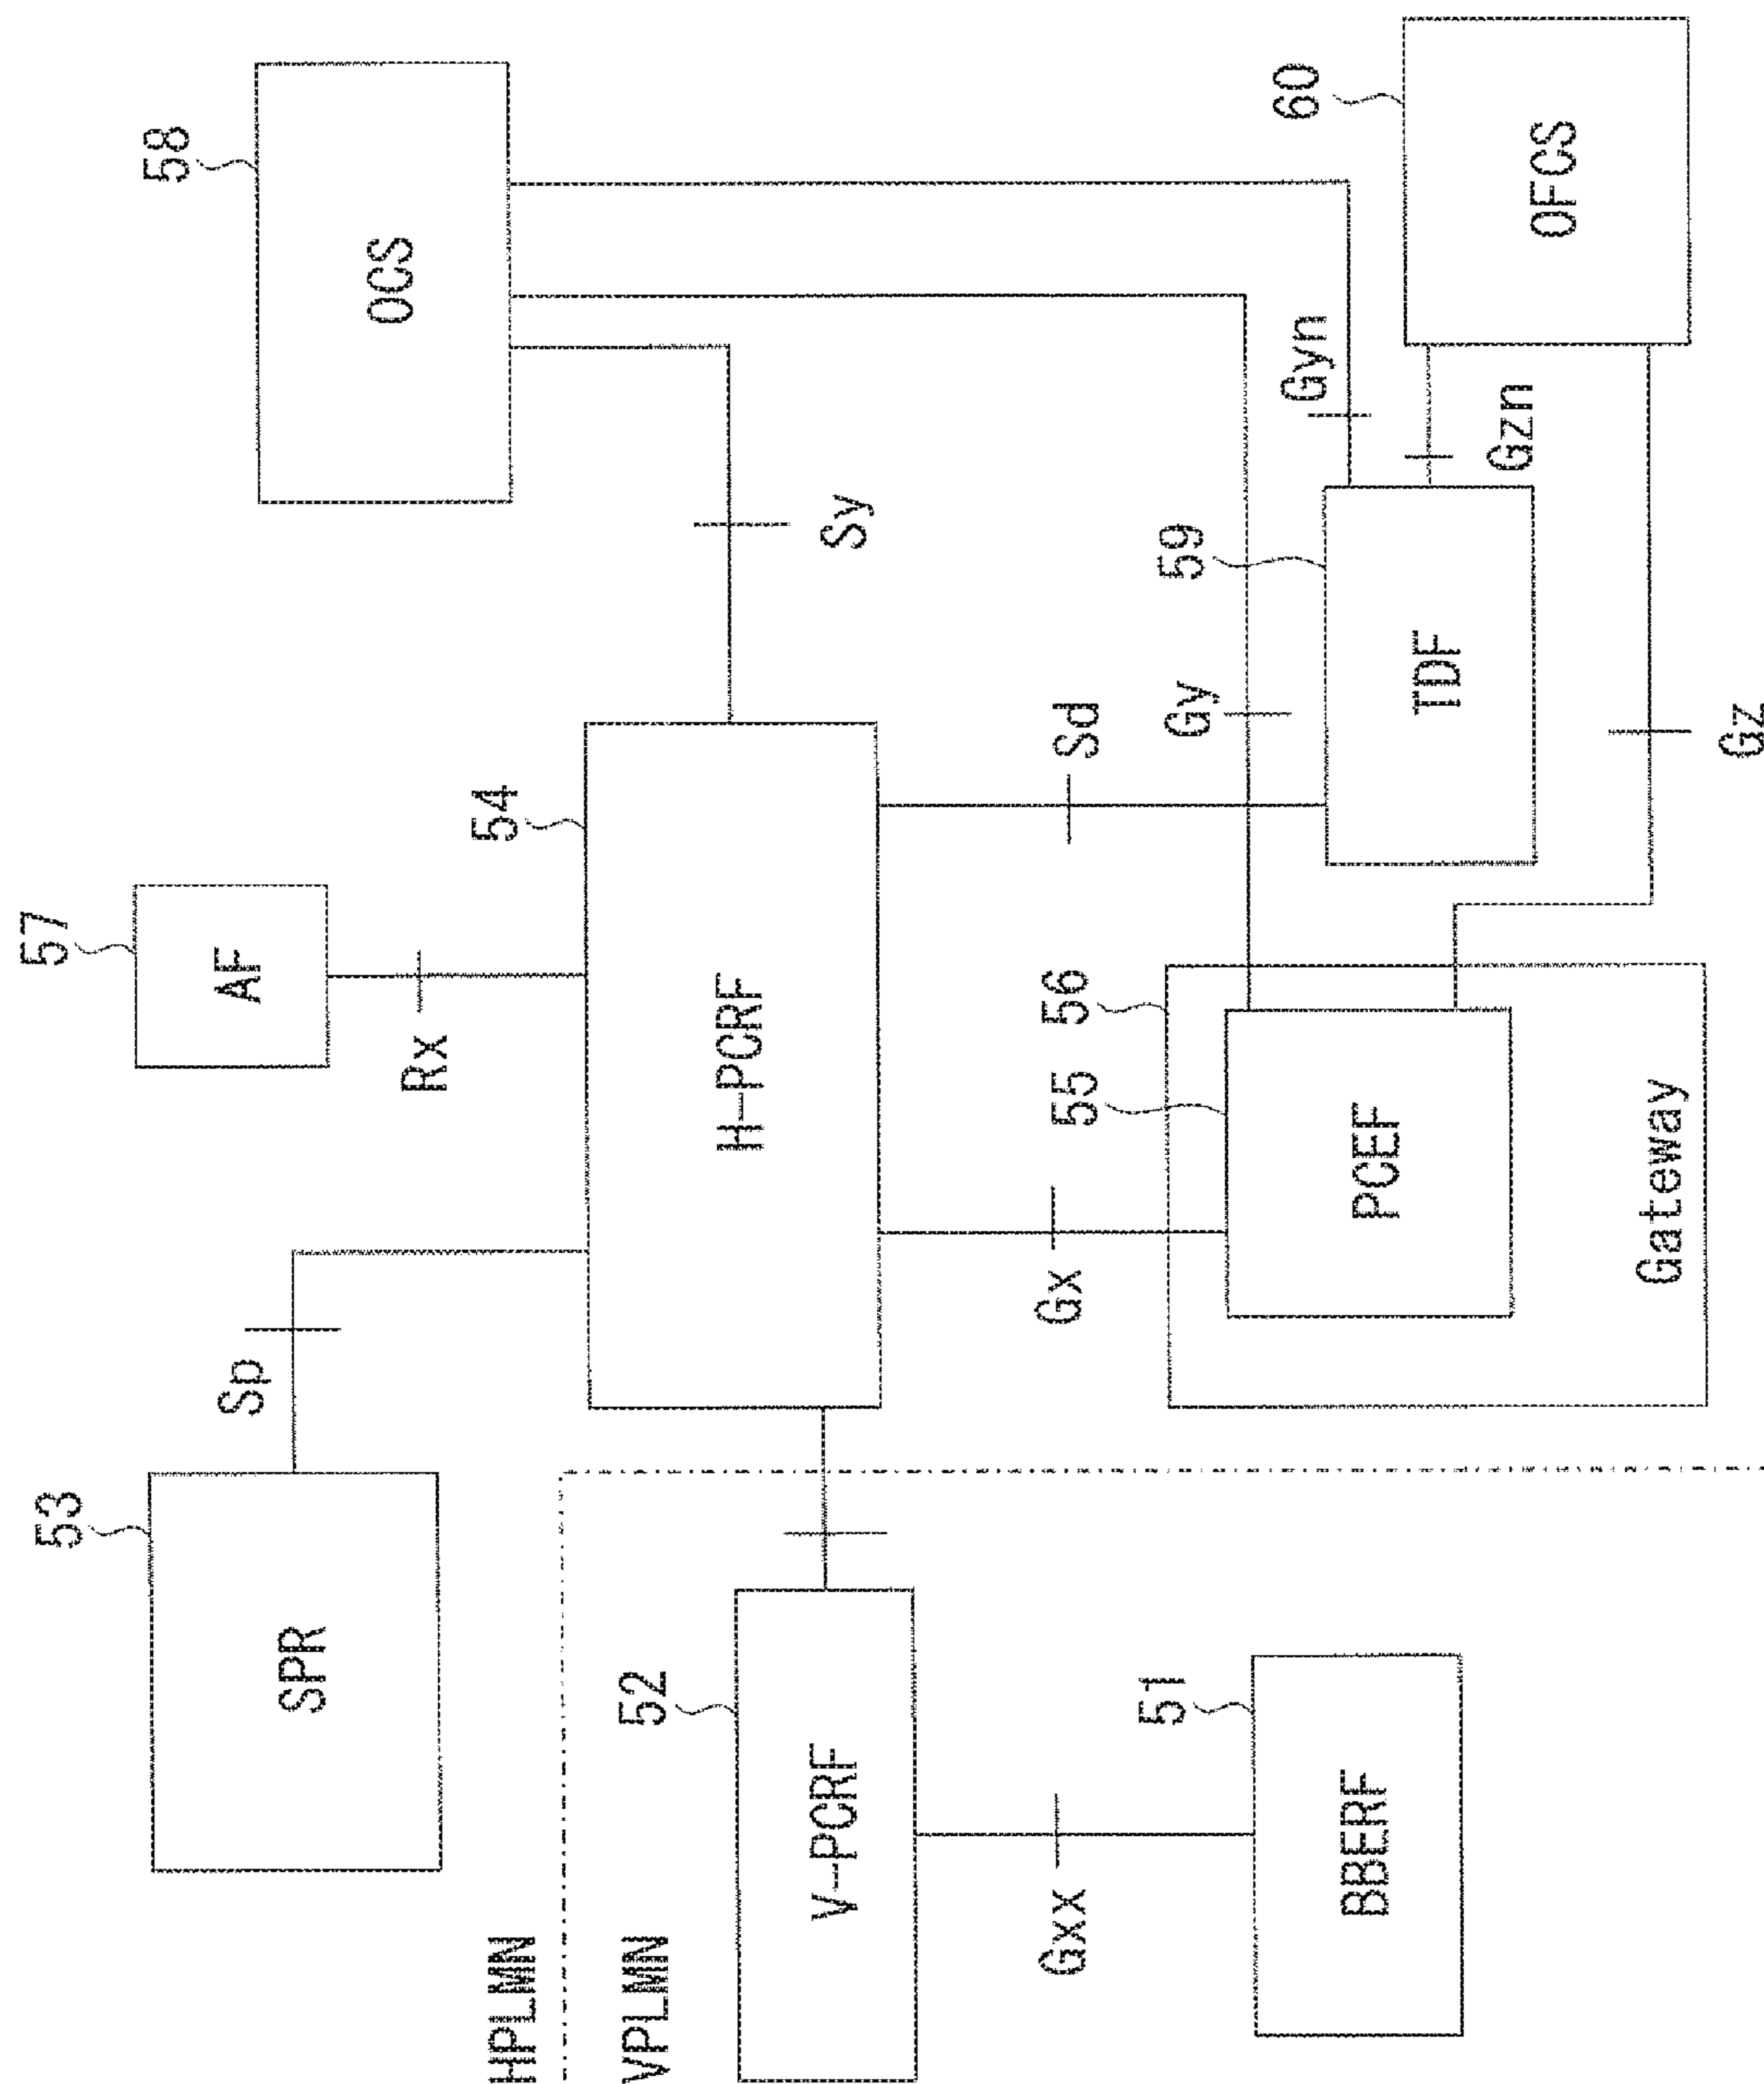 53
SPR
Sp
57
AF
Rx
58
OCS
Sy
HPLMN
VPLMN
52
V-PCRF
54
H-PCRF
Gxx
51
BBERF
Gx
Sd
56
55
PCEF
Gateway
Gy
59
TDF
Gyn
Gzn
60
OFCS
Gz